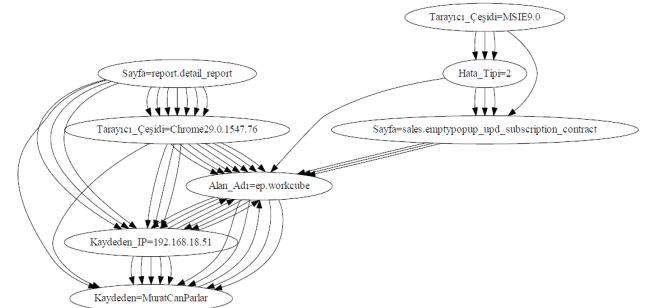 Tarayıcı_Çeşidi=MSIE9.0
Sayfa=report.detail_report
Hata_Tipi=2
Tarayıcı_Çeşidi=Chrome29.0.1547.76
Sayfa=sales.emptypopup_upd_subscription_contract
Alan_Adı=ep.workcube
Kaydeden_IP=192.168.18.51
Kaydeden=MuratCanParlar